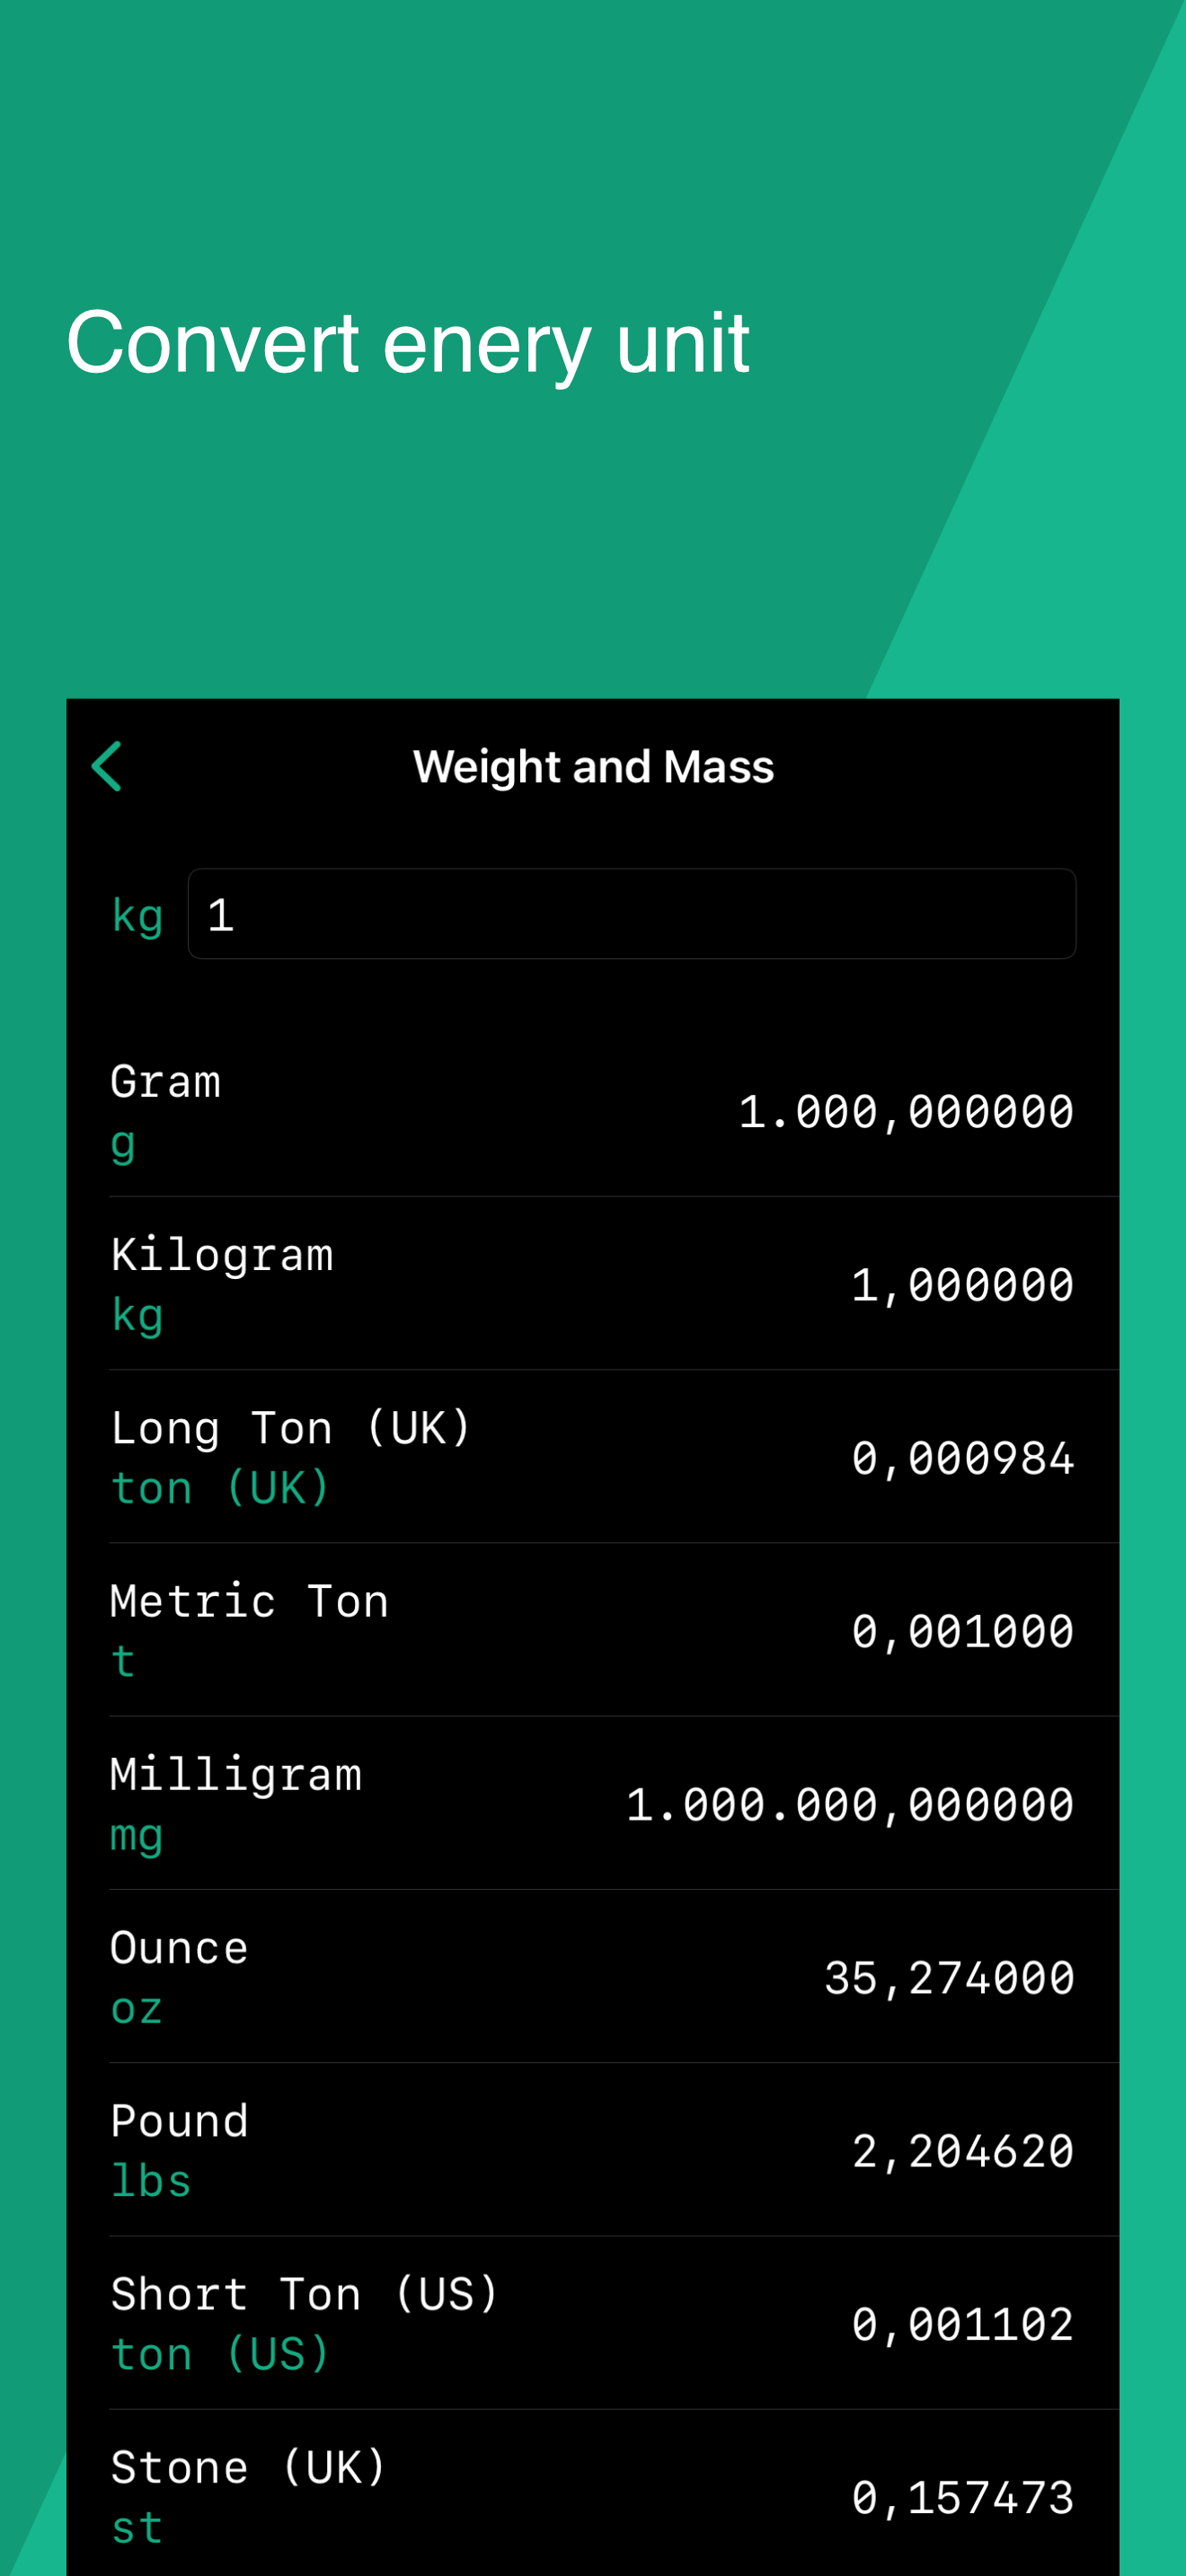 Convert enery unit
Weight and Mass
kg 1
Gram
g
1.000,000000
Kilogram
kg
1,000000
Long Ton (UK)
ton (UK)
0,000984
Metric Ton
t
0,001000
Milligram
mg
1.000.000,000000
Ounce
oz
35,274000
Pound
lbs
2,204620
Short Ton (US)
ton (US)
0,001102
Stone (UK)
st
0,157473